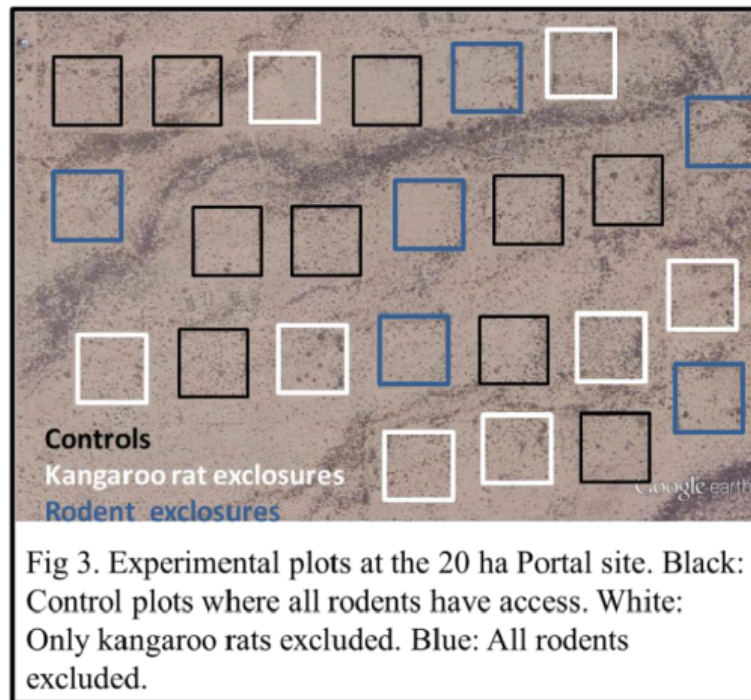 Controls
Kangaroo rat exclosures
Rodent exclosures
Google earth
Fig 3. Experimental plots at the 20 ha Portal site. Black:
Control plots where all rodents have access. White:
Only kangaroo rats excluded. Blue: All rodents
excluded.